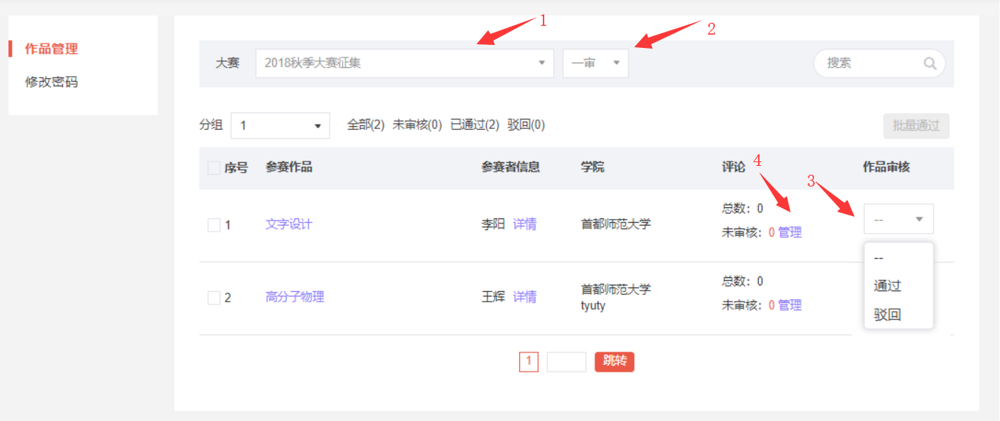 作品管理
修改密码
1
2
大赛 2018秋季大赛征集 一审 搜索
分组 1 全部(2) 未审核(0) 已通过(2) 驳回(0) 批量通过
序号 参赛作品 参赛者信息 学院 评论 作品审核
4
3
1 文字设计 李阳 详情 首都师范大学 总数：0
未审核：0 管理
--
--
通过
驳回
2 高分子物理 王辉 详情 首都师范大学
tyuty
总数：0
未审核：0 管理
1 跳转